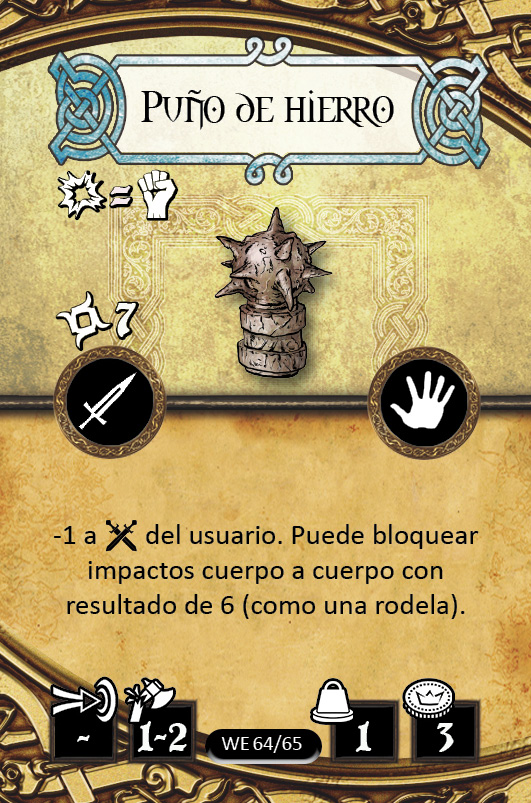 Puño de hierro
=
7
-1 a del usuario. Puede bloquear
impactos cuerpo a cuerpo con
resultado de 6 (como una rodela).
- 1-2 WE 64/65 1 3